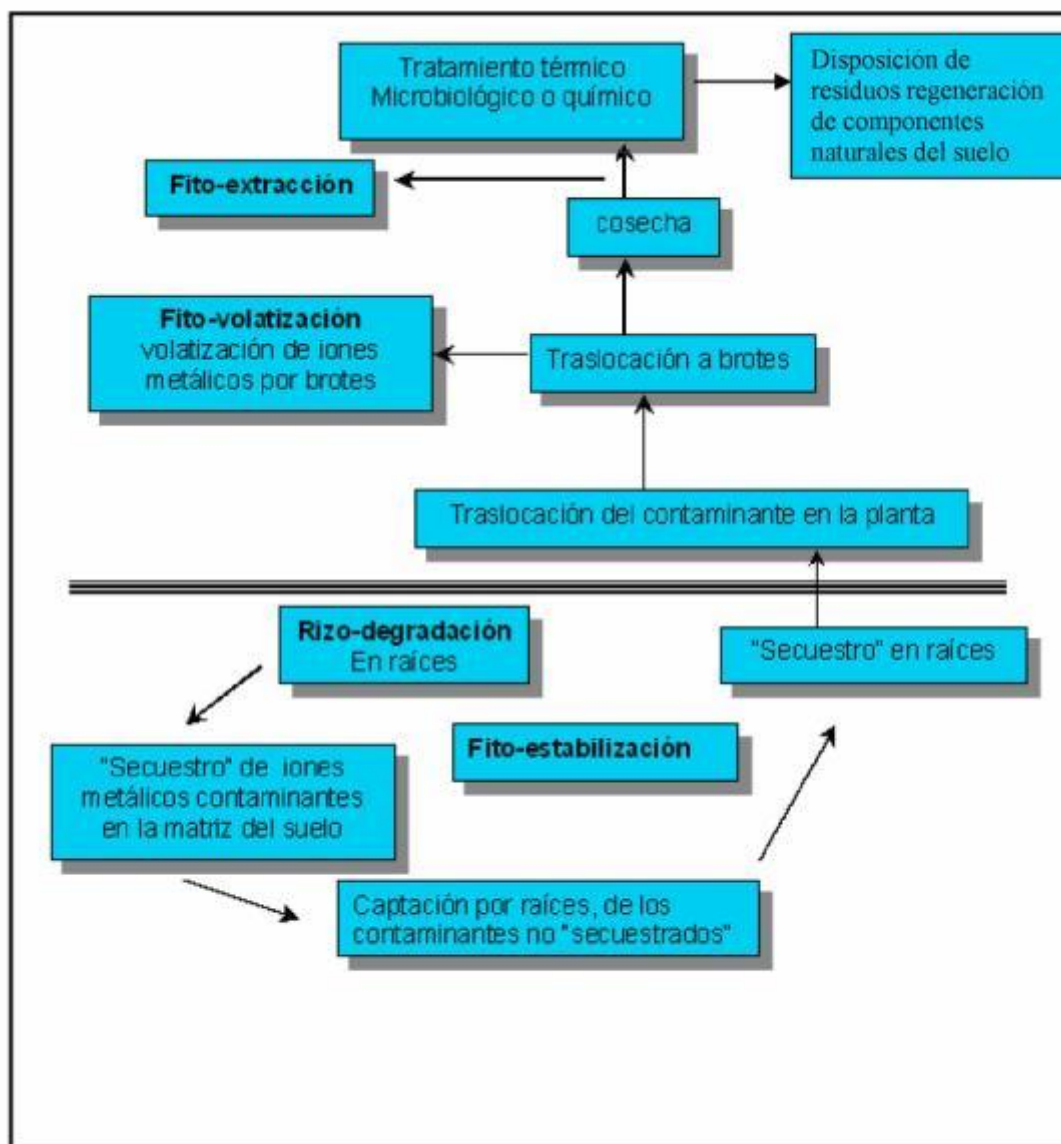 Tratamiento térmico
Microbiológico o químico
Disposición de
residuos regeneración
de componentes
naturales del suelo
Fito-extracción
cosecha
Fito-volatización
volatización de iones
metálicos por brotes
Traslocación a brotes
Traslocación del contaminante en la planta
Rizo-degradación
En raíces
"Secuestro" en raíces
Fito-estabilización
"Secuestro" de iones
metálicos contaminantes
en la matriz del suelo
Captación por raíces, de los
contaminantes no "secuestrados"